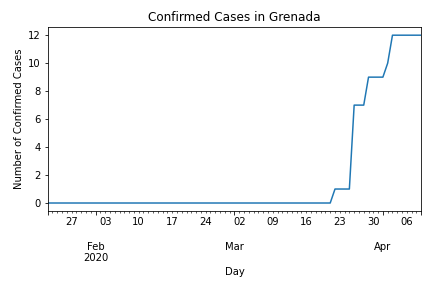 Confirmed Cases in Grenada
12
10
8
6
4
2
0
Number of Confirmed Cases
27 03 10 17 24 02 09 16 23 30 06
Feb Mar Apr
2020
Day